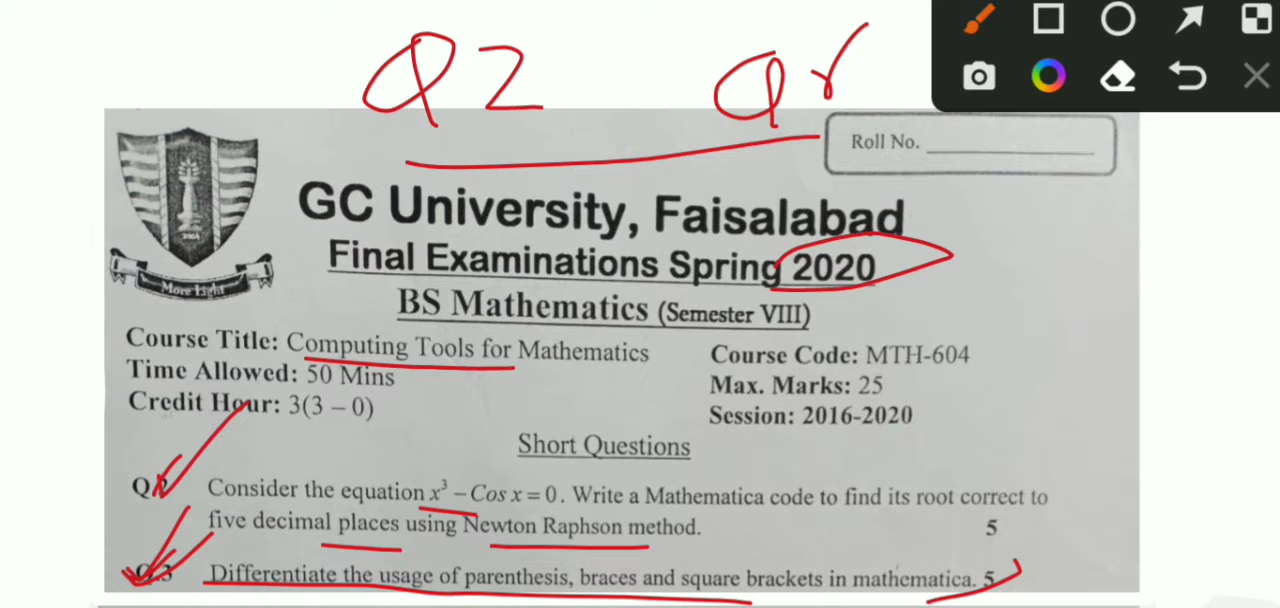 Q2
Roll No.
2004
More Light
GC University, Faisalabad
Final Examinations Spring 2020
BS Mathematics (Semester VIII)
Course Title: Computing Tools for Mathematics
Course Code: MTH-604
Time Allowed: 50 Mins
Max. Marks: 25
Credit Hour: 3(3 – 0)
Session: 2016-2020
Short Questions
Consider the equation x³ – Cos x = 0. Write a Mathematica code to find its root correct to
five decimal places using Newton Raphson method. 5
Q.3 Differentiate the usage of parenthesis, braces and square brackets in mathematica. 5